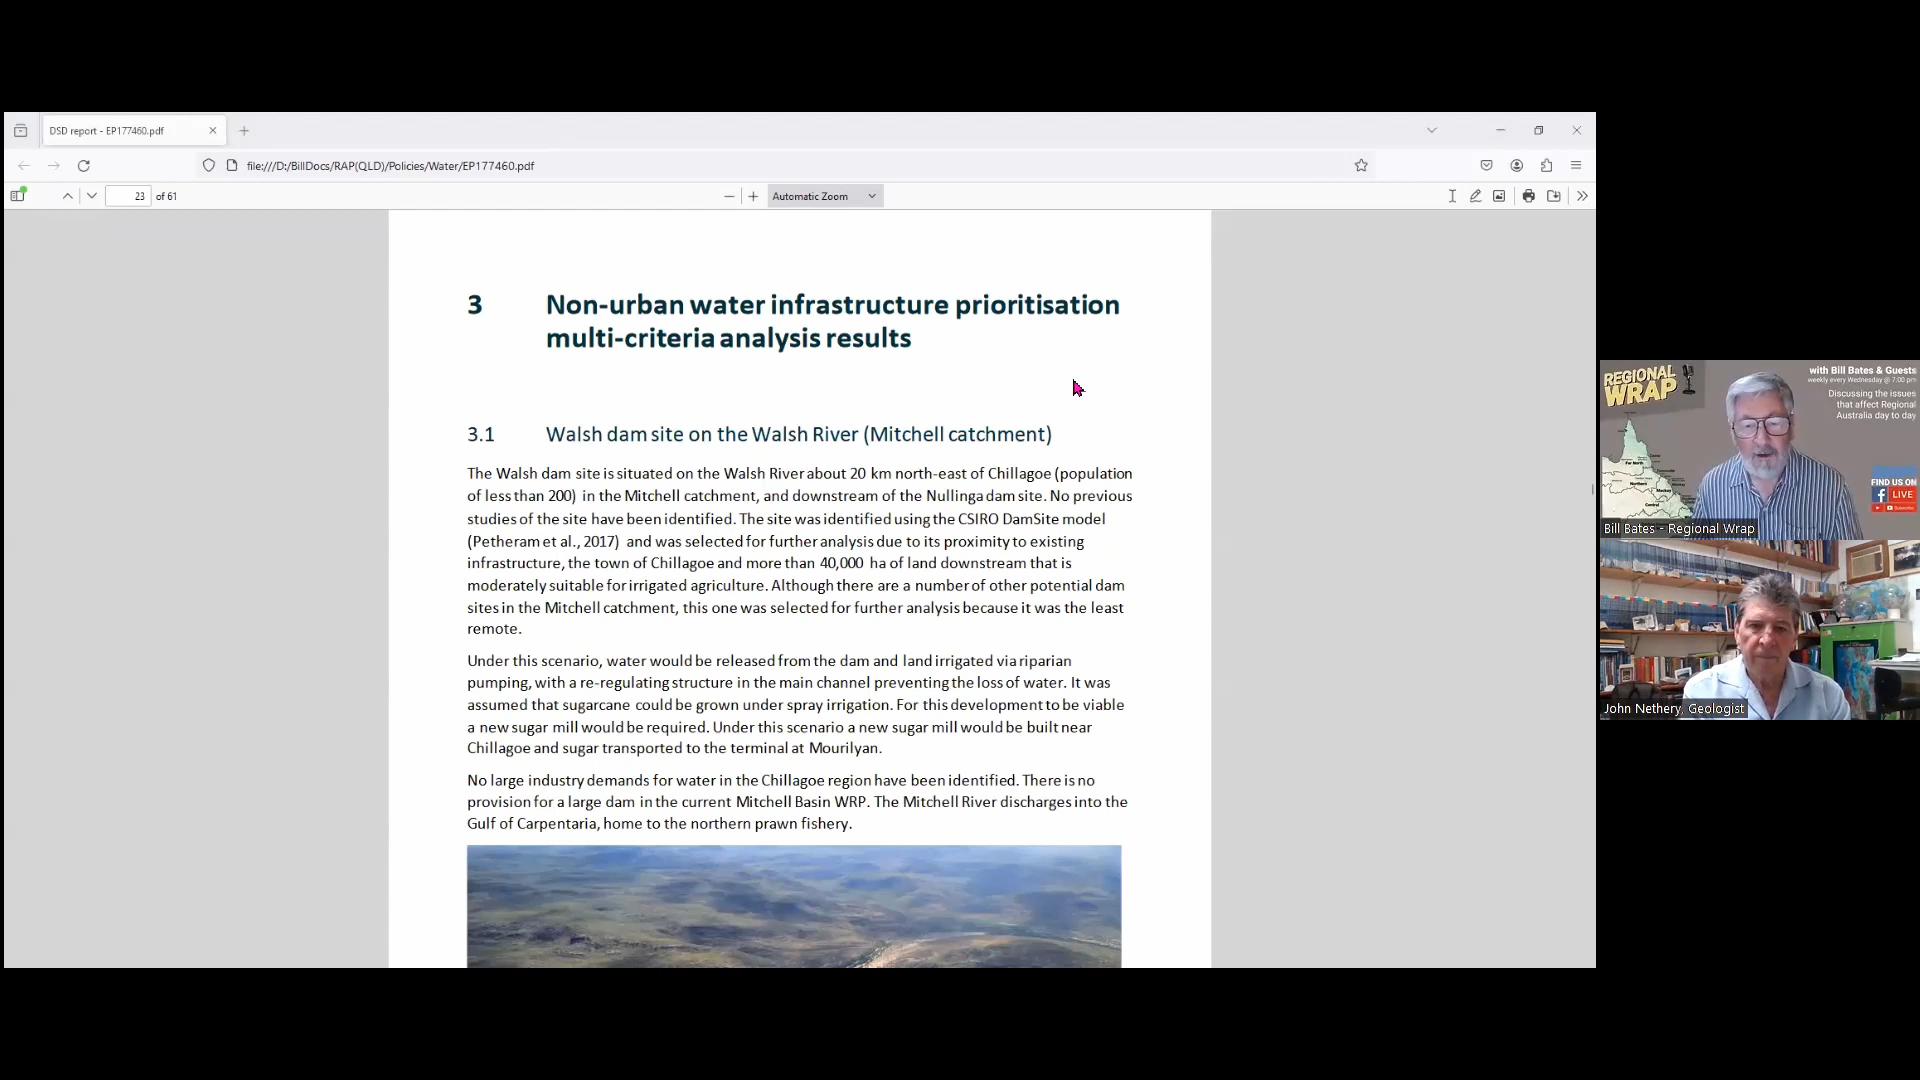 DSD report - EP177460.pdf
file:///D:/BillDocs/RAP(QLD)/Policies/Water/EP177460.pdf
23 of 61
Automatic Zoom
3 Non-urban water infrastructure prioritisation
multi-criteria analysis results
3.1 Walsh dam site on the Walsh River (Mitchell catchment)
The Walsh dam site is situated on the Walsh River about 20 km north-east of Chillagoe (population
of less than 200) in the Mitchell catchment, and downstream of the Nullinga dam site. No previous
studies of the site have been identified. The site was identified using the CSIRO DamSite model
(Petheram et al., 2017) and was selected for further analysis due to its proximity to existing
infrastructure, the town of Chillagoe and more than 40,000 ha of land downstream that is
moderately suitable for irrigated agriculture. Although there are a number of other potential dam
sites in the Mitchell catchment, this one was selected for further analysis because it was the least
remote.
Under this scenario, water would be released from the dam and land irrigated via riparian
pumping, with a re-regulating structure in the main channel preventing the loss of water. It was
assumed that sugarcane could be grown under spray irrigation. For this development to be viable
a new sugar mill would be required. Under this scenario a new sugar mill would be built near
Chillagoe and sugar transported to the terminal at Mourilyan.
No large industry demands for water in the Chillagoe region have been identified. There is no
provision for a large dam in the current Mitchell Basin WRP. The Mitchell River discharges into the
Gulf of Carpentaria, home to the northern prawn fishery.
REGIONAL
WRAP
with Bill Bates & Guests
weekly every Wednesday @ 7:00 pm
Discussing the issues
that affect Regional
Australia day to day
Far North
Northern
Mackay
Central
FIND US ON
LIVE
Bill Bates - Regional Wrap
John Nethery, Geologist